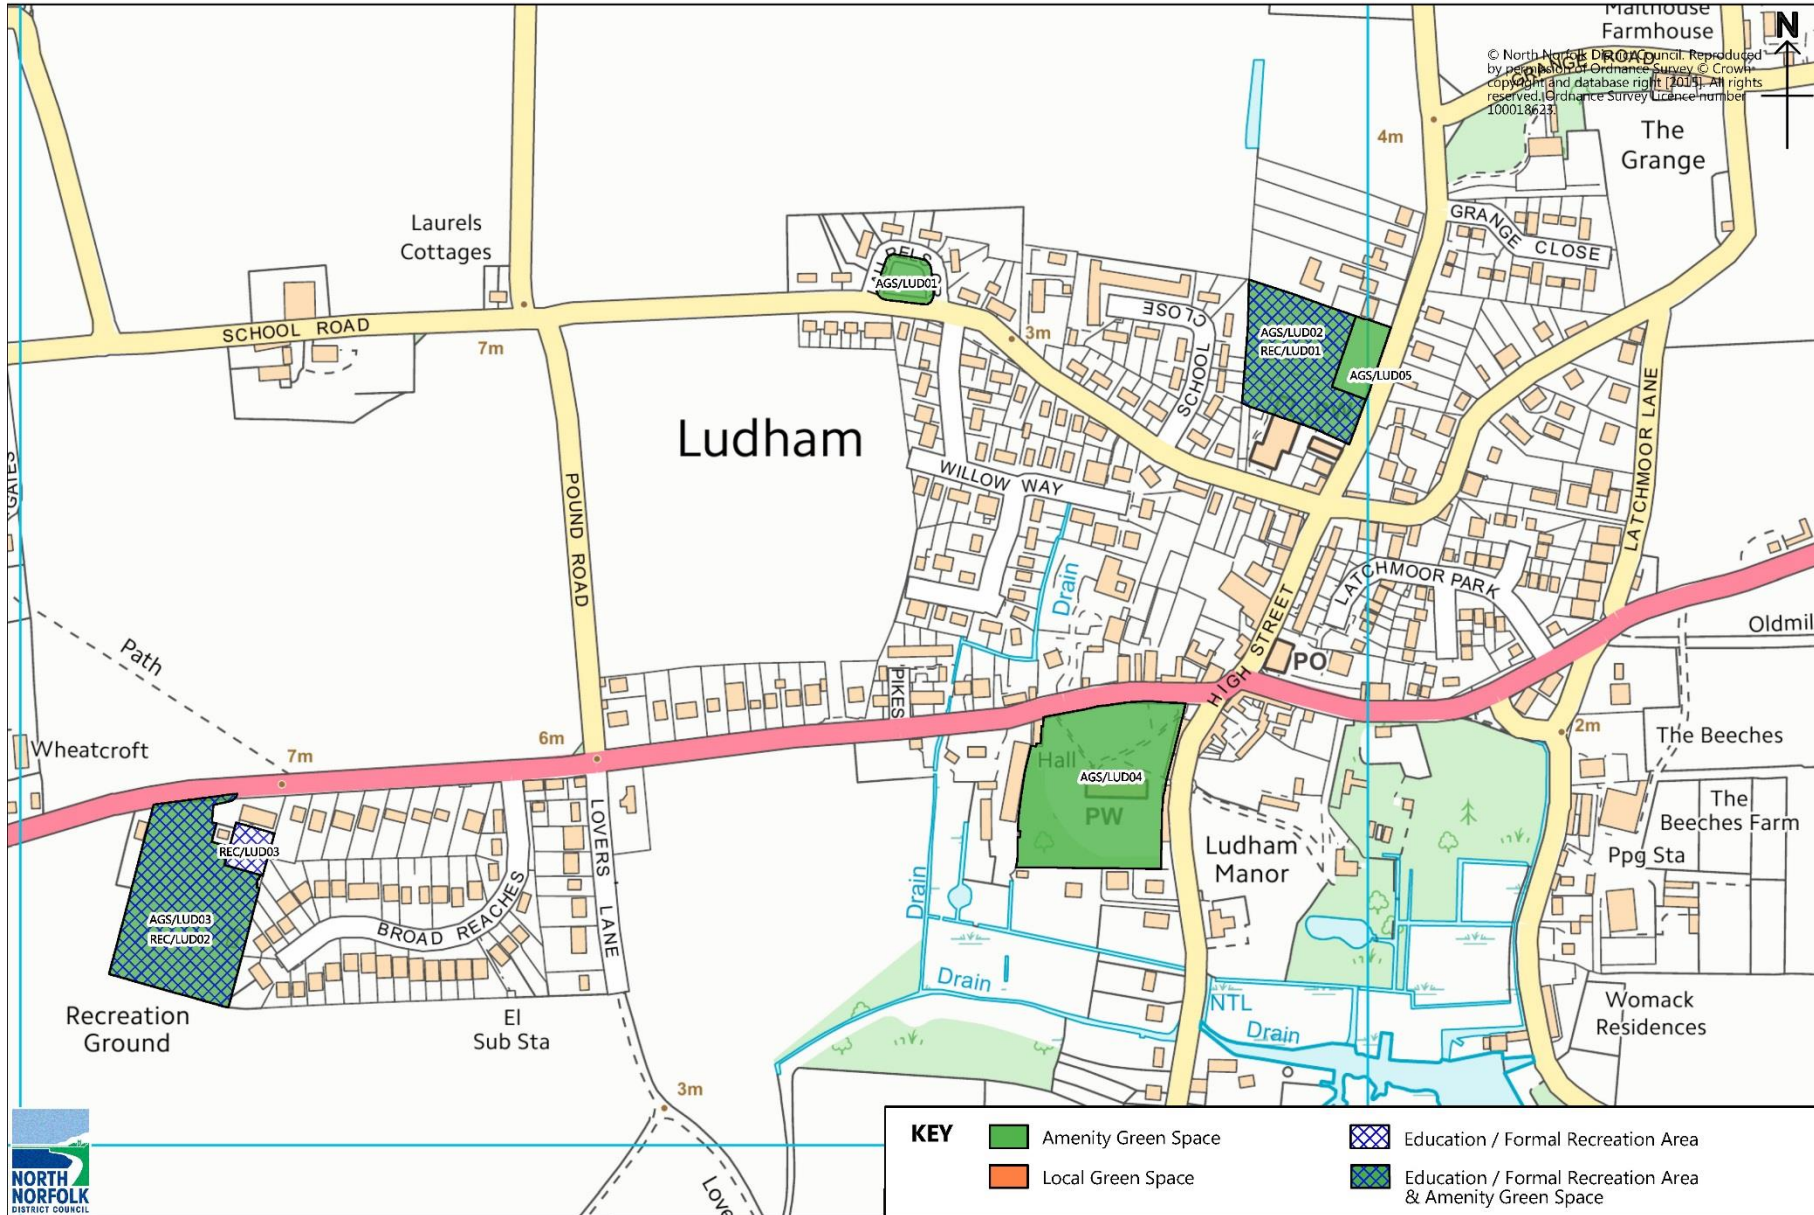 Malthouse
Farmhouse
N
© North Norfolk District Council. Reproduced
by permission of Ordnance Survey © Crown
copyright and database right [2015]. All rights
reserved. Ordnance Survey Licence number
100018623.
GRANGE ROAD
The
Grange
4m
Laurels
Cottages
GRANGE CLOSE
AGS/LUD01
SCHOOL ROAD
7m
3m
SCHOOL CLOSE
AGS/LUD02
REC/LUD01
AGS/LUD05
LATCHMOOR LANE
Ludham
WILLOW WAY
GATES
POUND ROAD
Drain
LATCHMOOR PARK
HIGH STREET
PO
Oldmil
Path
PIKES
Wheatcroft
7m
6m
2m
The Beeches
Hall
AGS/LUD04
PW
The
Beeches Farm
Ppg Sta
Ludham
Manor
LOVERS LANE
REC/LUD03
AGS/LUD03
REC/LUD02
BROAD REACHES
Drain
Drain
NTL
Drain
Womack
Residences
Recreation
Ground
El
Sub Sta
3m
Love
NORTH
NORFOLK
DISTRICT COUNCIL
KEY
Amenity Green Space
Local Green Space
Education / Formal Recreation Area
Education / Formal Recreation Area
& Amenity Green Space